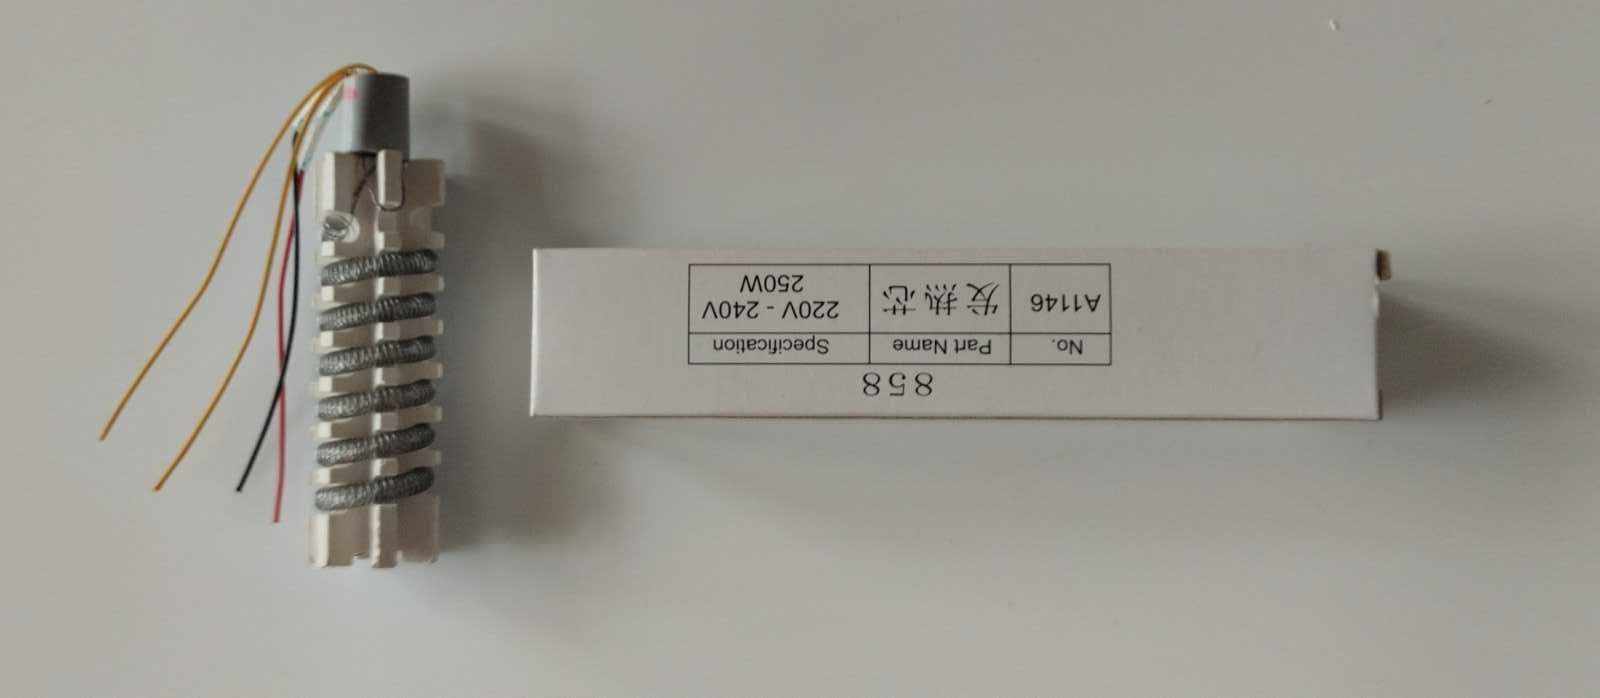 858
No. Part Name Specification
A1146 发热芯 220V - 240V
250W